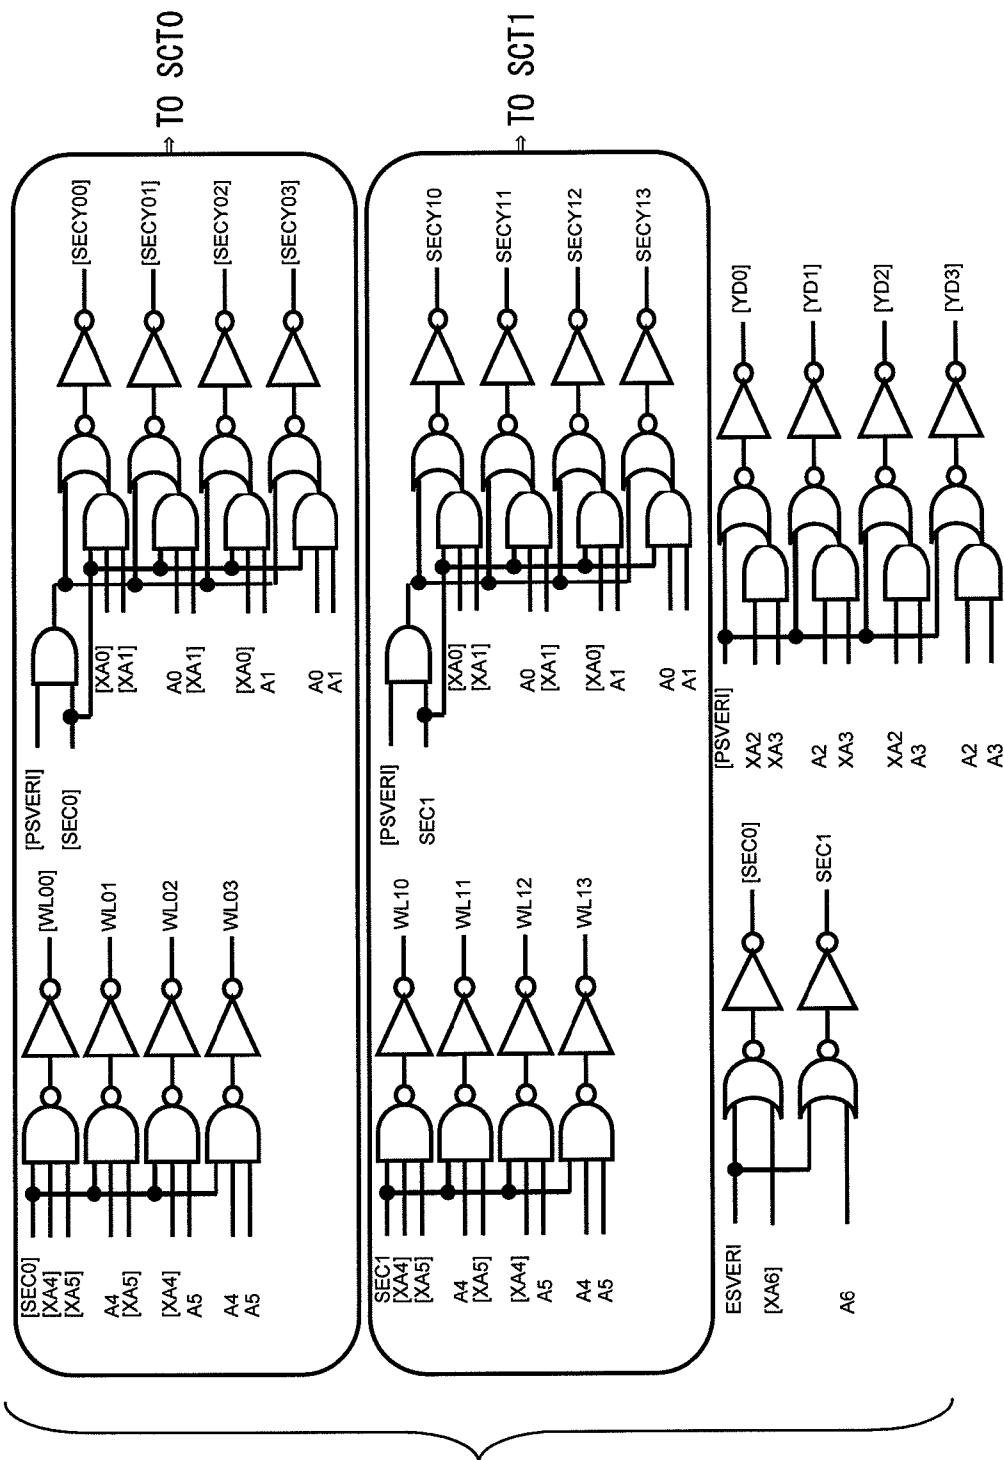 [SEC0]
[XA4]
[XA5]
A4
[XA5]
[XA4]
A5
A4
A5
[WL00]
WL01
WL02
WL03
[PSVERI]
[SEC0]
[XA0]
[XA1]
A0
[XA1]
[XA0]
A1
A0
A1
[SECY00]
[SECY01]
[SECY02]
[SECY03]
⇒ TO SCT0
SEC1
[XA4]
[XA5]
A4
[XA5]
[XA4]
A5
A4
A5
WL10
WL11
WL12
WL13
[PSVERI]
SEC1
[XA0]
[XA1]
A0
[XA1]
[XA0]
A1
A0
A1
SECY10
SECY11
SECY12
SECY13
⇒ TO SCT1
ESVERI
[XA6]
A6
[SEC0]
SEC1
[PSVERI]
XA2
XA3
A2
XA3
XA2
A3
A2
A3
[YD0]
[YD1]
[YD2]
[YD3]